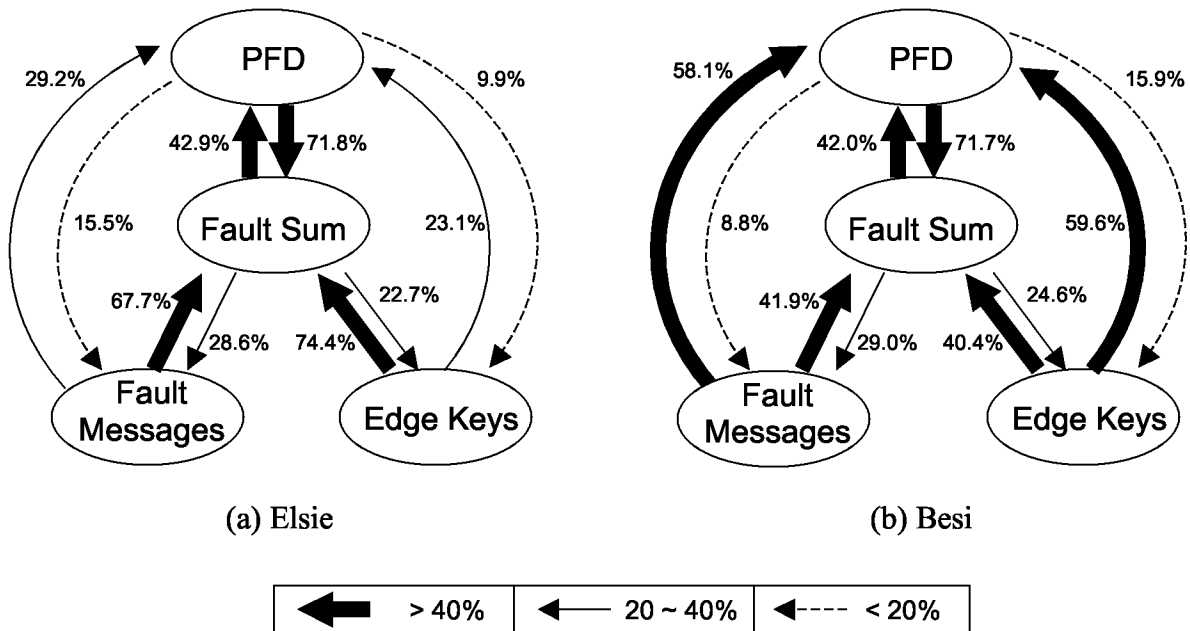 PFD
29.2%
9.9%
42.9%
71.8%
Fault Sum
15.5%
23.1%
67.7%
22.7%
28.6%
74.4%
Fault
Messages
Edge Keys
(a) Elsie
PFD
58.1%
15.9%
42.0%
71.7%
Fault Sum
8.8%
59.6%
41.9%
24.6%
29.0%
40.4%
Fault
Messages
Edge Keys
(b) Besi
> 40%
20 ~ 40%
< 20%